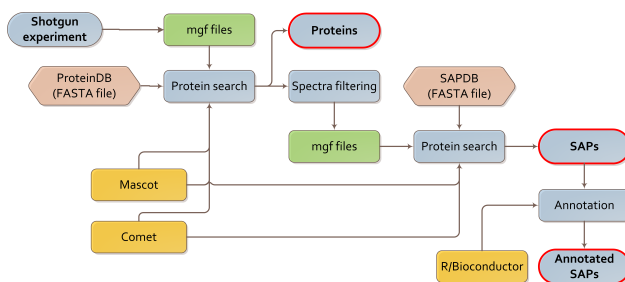 Shotgun
experiment
mgf files
Proteins
ProteinDB
(FASTA file)
Protein search
Spectra filtering
SAPDB
(FASTA file)
mgf files
Protein search
SAPs
Mascot
Annotation
Comet
R/Bioconductor
Annotated
SAPs